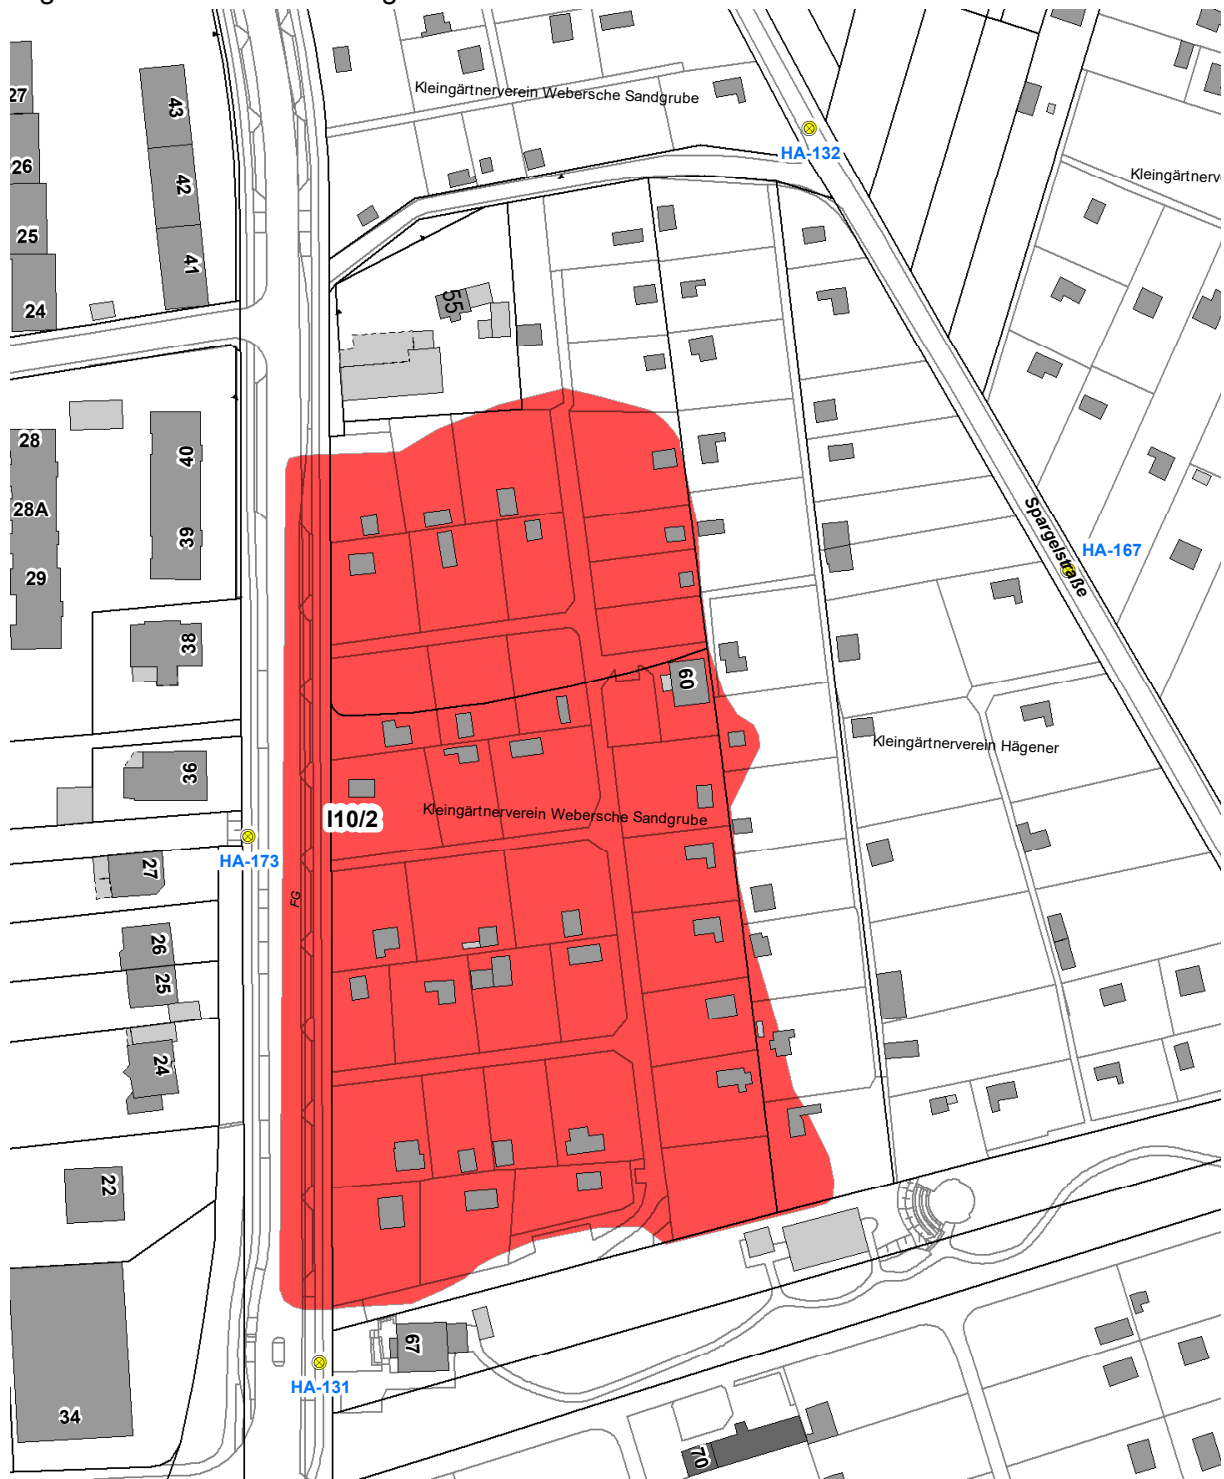 27
43
Kleingärtnerverein Webersche Sandgrube
HA-132
26
42
Kleingärtnerv
25
41
24
55
28
40
28A
39
Spargelstraße
HA-167
29
38
60
36
Kleingärtnerverein Hägener
I10/2
Kleingärtnerverein Webersche Sandgrube
HA-173
27
FG
26
25
24
22
67
HA-131
34
70